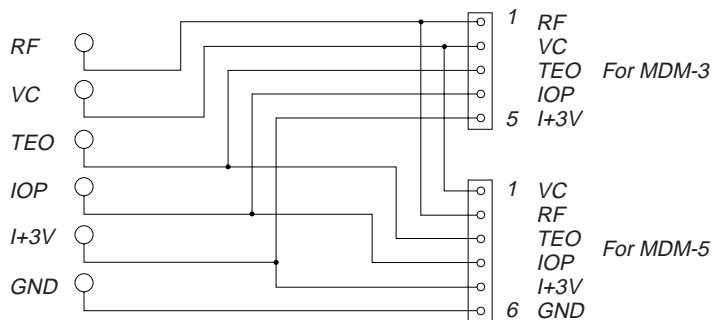 RF
VC
TEO
IOP
I+3V
GND
1 RF
VC
TEO For MDM-3
IOP
5 I+3V
1 VC
RF
TEO
IOP For MDM-5
I+3V
6 GND